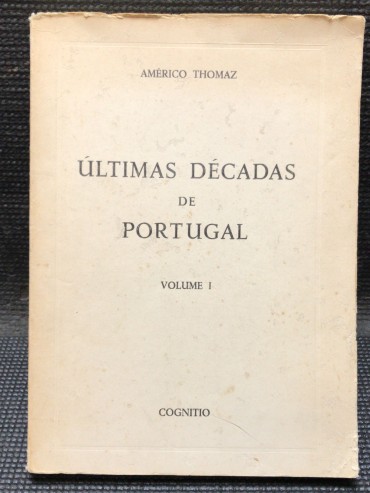 AMÉRICO THOMAZ
ÚLTIMAS DÉCADAS
DE
PORTUGAL
VOLUME I
COGNITIO